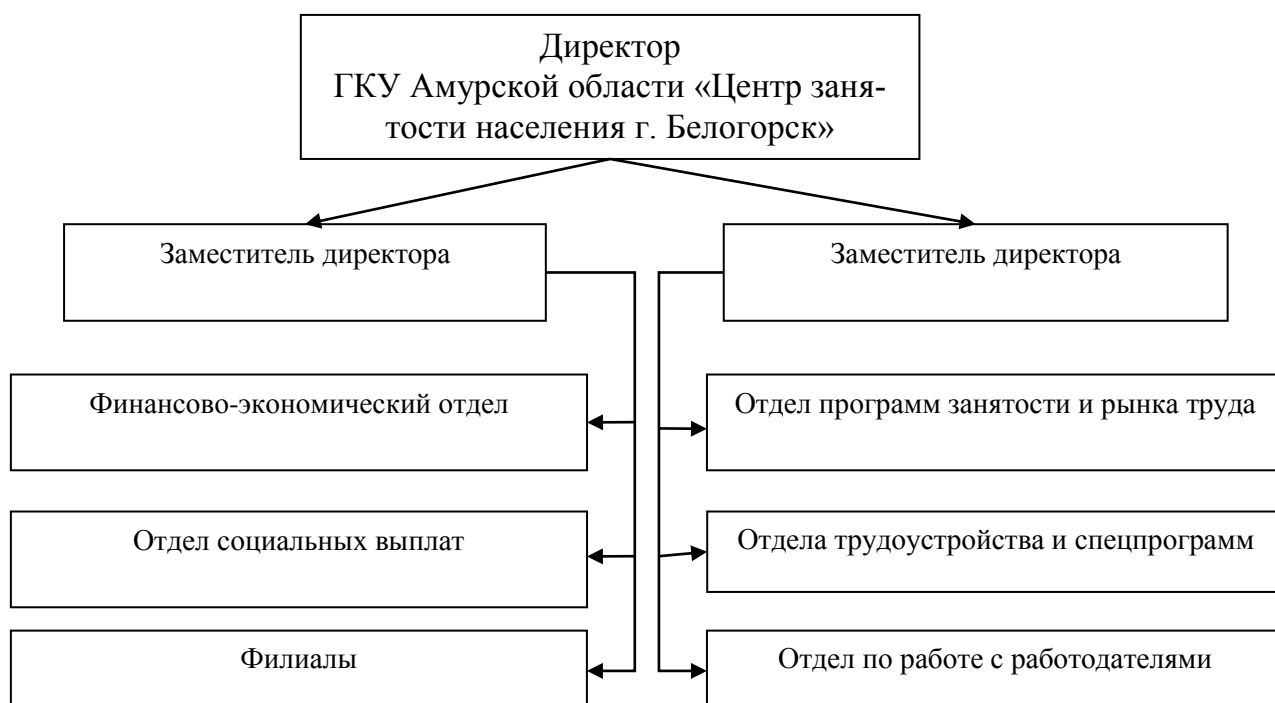 Директор
ГКУ Амурской области «Центр заня-
тости населения г. Белогорск»
Заместитель директора
Заместитель директора
Финансово-экономический отдел
Отдел программ занятости и рынка труда
Отдел социальных выплат
Отдела трудоустройства и спецпрограмм
Филиалы
Отдел по работе с работодателями